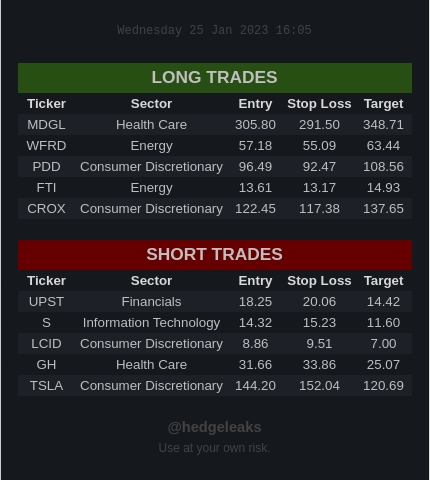 Wednesday 25 Jan 2023 16:05
LONG TRADES
Ticker Sector Entry Stop Loss Target
MDGL Health Care 305.80 291.50 348.71
WFRD Energy 57.18 55.09 63.44
PDD Consumer Discretionary 96.49 92.47 108.56
FTI Energy 13.61 13.17 14.93
CROX Consumer Discretionary 122.45 117.38 137.65
SHORT TRADES
Ticker Sector Entry Stop Loss Target
UPST Financials 18.25 20.06 14.42
S Information Technology 14.32 15.23 11.60
LCID Consumer Discretionary 8.86 9.51 7.00
GH Health Care 31.66 33.86 25.07
TSLA Consumer Discretionary 144.20 152.04 120.69
@hedgeleaks
Use at your own risk.